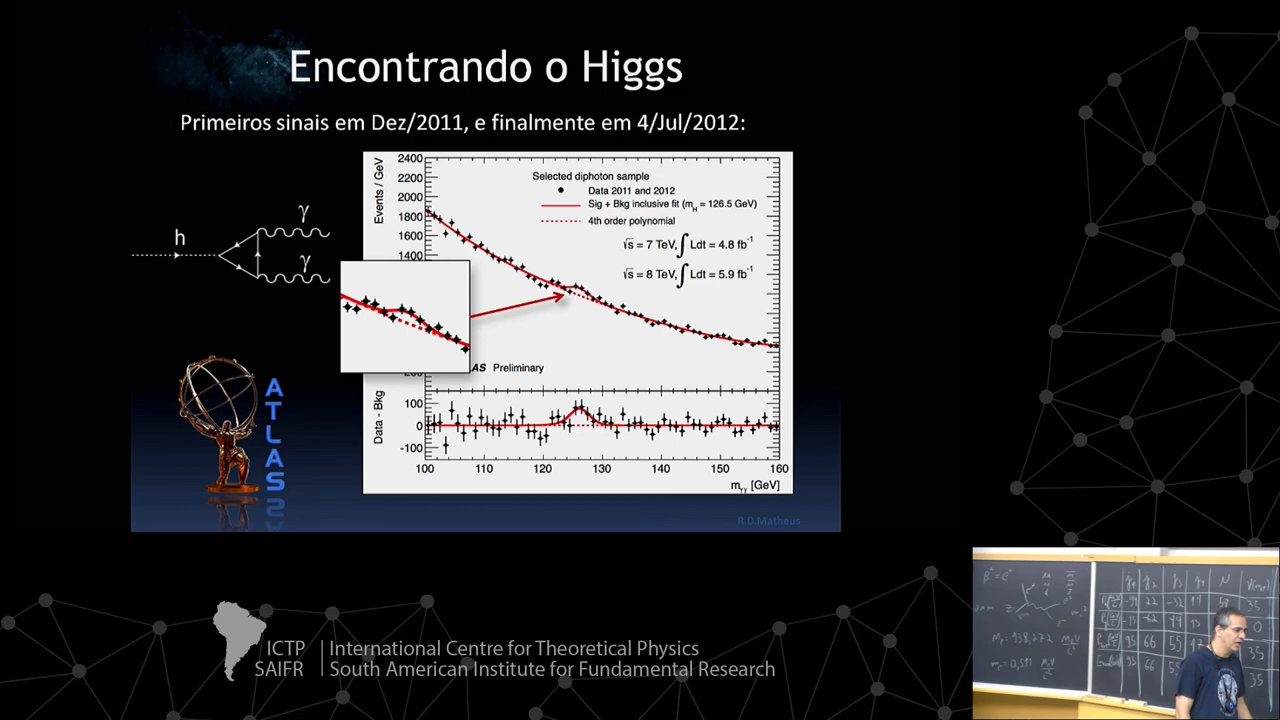 Encontrando o Higgs
Primeiros sinais em Dez/2011, e finalmente em 4/Jul/2012:
h
γ
γ
ATLAS
Events / GeV
2400
2200
2000
1800
1600
1400
Selected diphoton sample
Data 2011 and 2012
Sig + Bkg inclusive fit (m_H = 126.5 GeV)
4th order polynomial
√s = 7 TeV, ∫ Ldt = 4.8 fb⁻¹
√s = 8 TeV, ∫ Ldt = 5.9 fb⁻¹
AS Preliminary
Data - Bkg
100
0
-100
100 110 120 130 140 150 160
m_γγ [GeV]
R.D.Matheus
ICTP | International Centre for Theoretical Physics
SAIFR | South American Institute for Fundamental Research